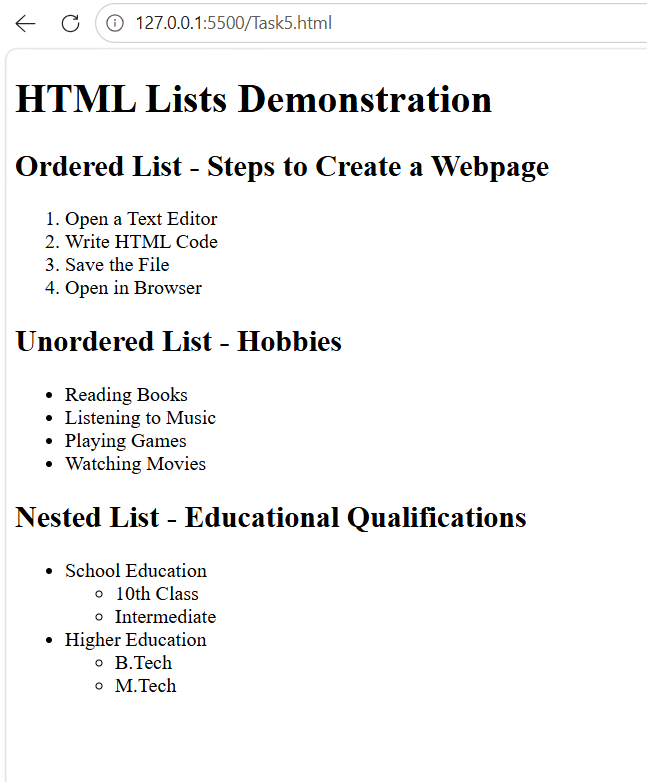 127.0.0.1:5500/Task5.html
HTML Lists Demonstration
Ordered List - Steps to Create a Webpage
1. Open a Text Editor
2. Write HTML Code
3. Save the File
4. Open in Browser
Unordered List - Hobbies
• Reading Books
• Listening to Music
• Playing Games
• Watching Movies
Nested List - Educational Qualifications
• School Education
◦ 10th Class
◦ Intermediate
• Higher Education
◦ B.Tech
◦ M.Tech